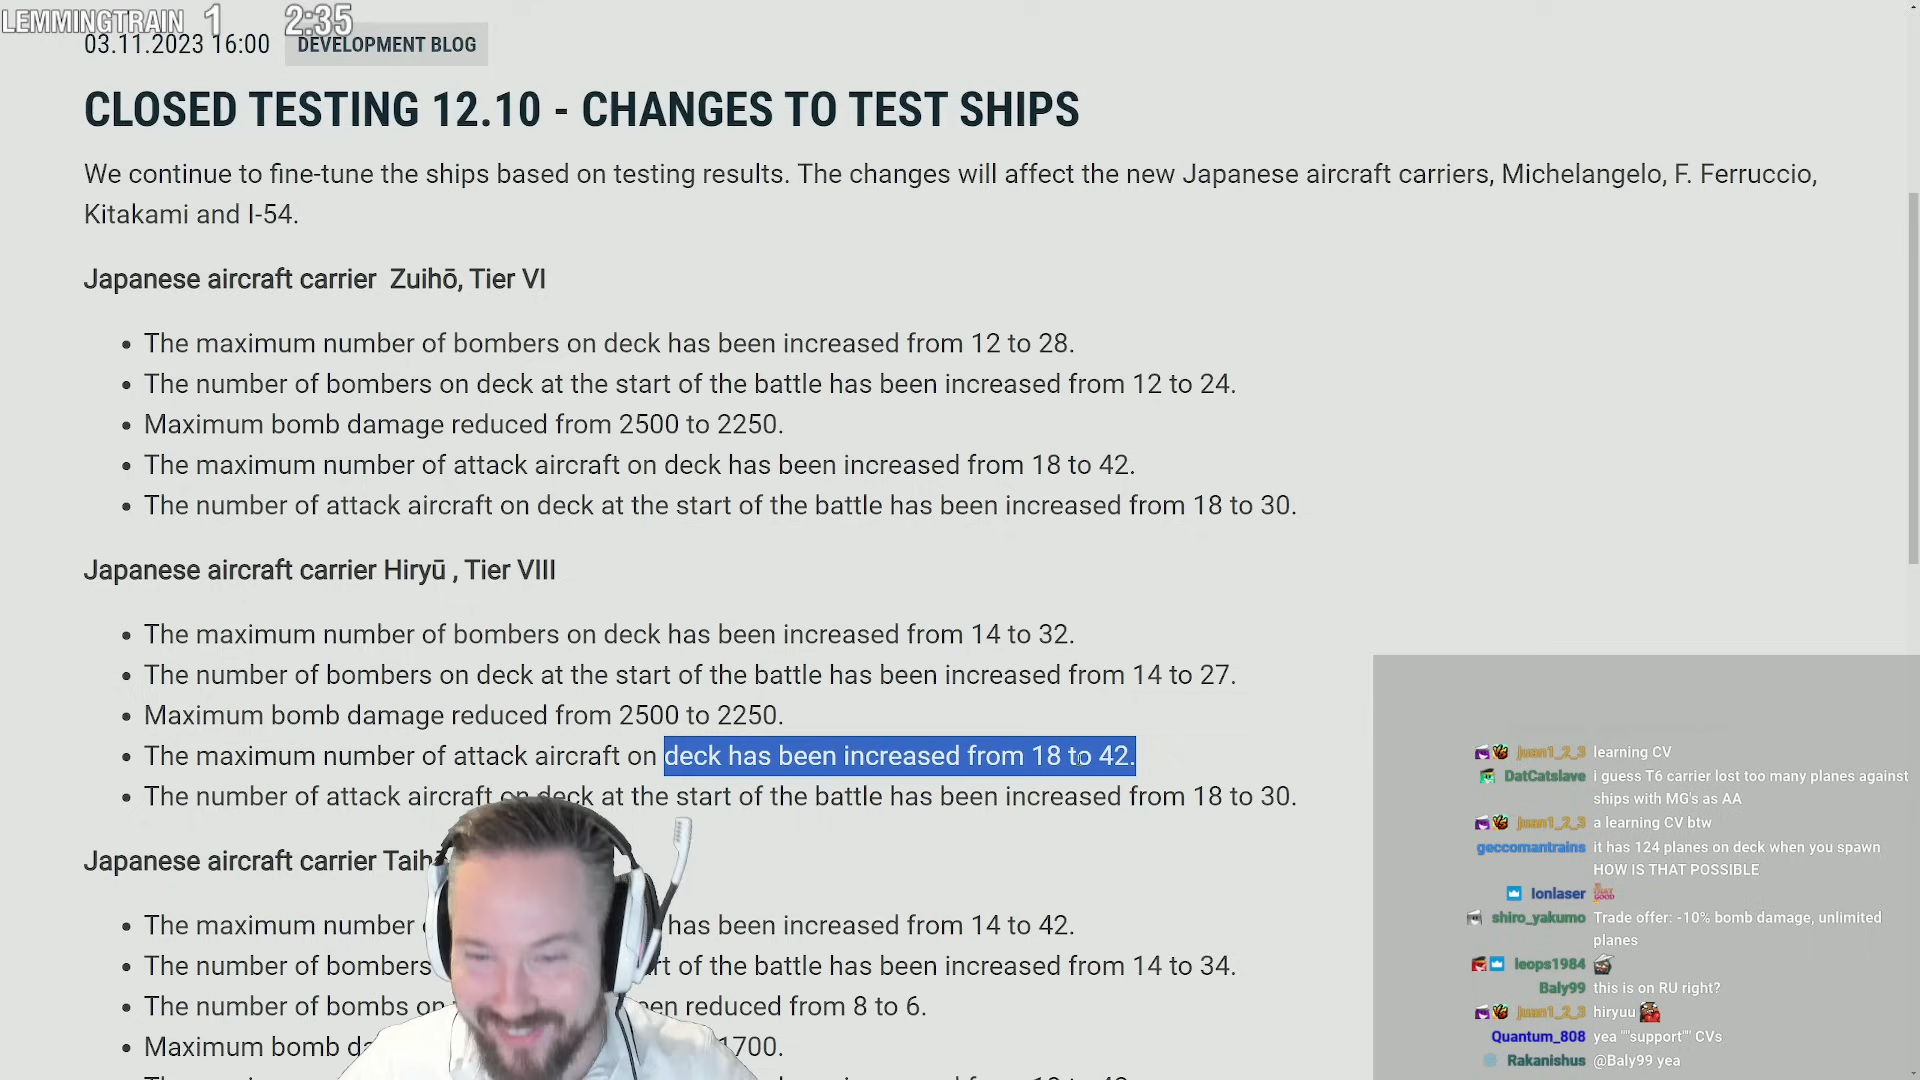 LEMMINGTRAIN 1 2:35
03.11.2023 16:00 DEVELOPMENT BLOG
CLOSED TESTING 12.10 - CHANGES TO TEST SHIPS
We continue to fine-tune the ships based on testing results. The changes will affect the new Japanese aircraft carriers, Michelangelo, F. Ferruccio,
Kitakami and I-54.
Japanese aircraft carrier Zuihō, Tier VI
• The maximum number of bombers on deck has been increased from 12 to 28.
• The number of bombers on deck at the start of the battle has been increased from 12 to 24.
• Maximum bomb damage reduced from 2500 to 2250.
• The maximum number of attack aircraft on deck has been increased from 18 to 42.
• The number of attack aircraft on deck at the start of the battle has been increased from 18 to 30.
Japanese aircraft carrier Hiryū , Tier VIII
• The maximum number of bombers on deck has been increased from 14 to 32.
• The number of bombers on deck at the start of the battle has been increased from 14 to 27.
• Maximum bomb damage reduced from 2500 to 2250.
• The maximum number of attack aircraft on deck has been increased from 18 to 42.
• The number of attack aircraft on deck at the start of the battle has been increased from 18 to 30.
Japanese aircraft carrier
• The maximum number has been increased from 14 to 42.
• The number of bombers of the battle has been increased from 14 to 34.
• The number of bombs on reduced from 8 to 6.
• Maximum bomb 1700.
juan1_2_3 learning CV
DatCatslave i guess T6 carrier lost too many planes against
ships with MG's as AA
juan1_2_3 a learning CV btw
geccomantrains it has 124 planes on deck when you spawn
HOW IS THAT POSSIBLE
Ionlaser
shiro_yakumo Trade offer: -10% bomb damage, unlimited
planes
leops1984
Baly99 this is on RU right?
juan1_2_3 hiryuu
Quantum_808 yea ""support"" CVs
Rakanishus @Baly99 yea